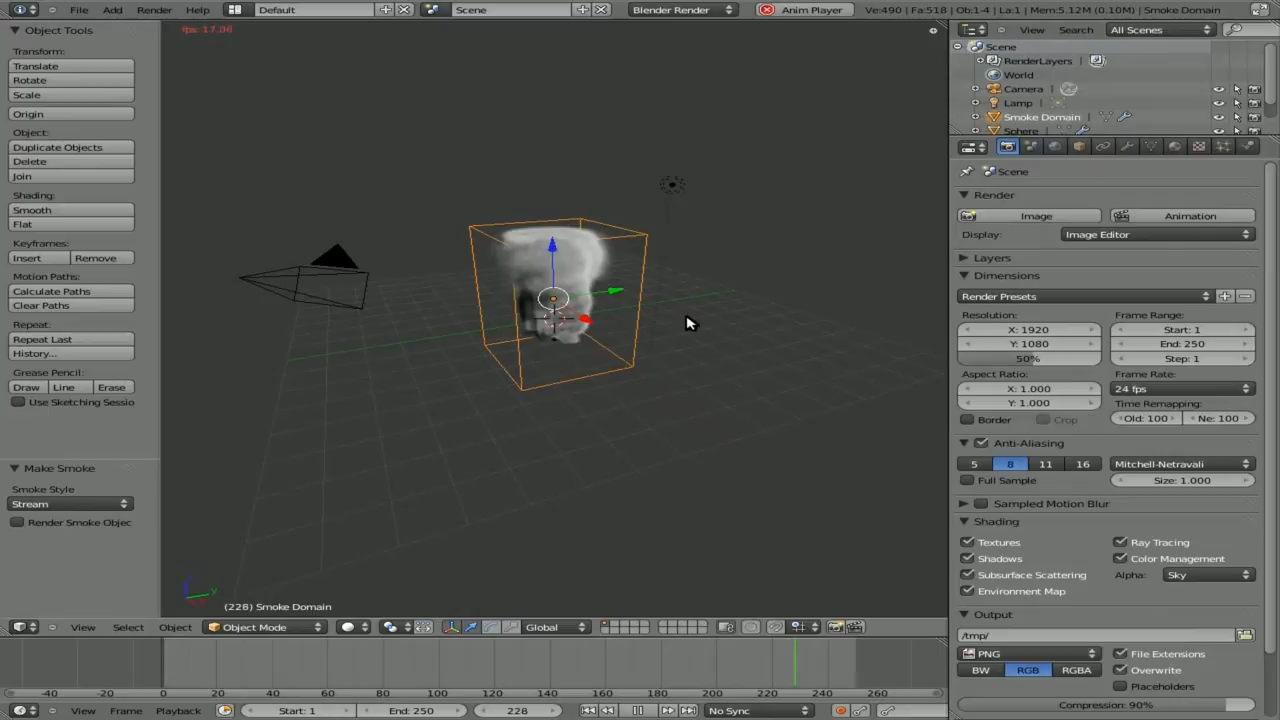 File Add Render Help Default Scene Blender Render Anim Player Ve:490 | Fa:518 | Ob:1-4 | La:1 | Mem:5.12M (0.10M) | Smoke Domain
fps: 17.00
Object Tools
Transform:
Translate
Rotate
Scale
Origin
Object:
Duplicate Objects
Delete
Join
Shading:
Smooth
Flat
Keyframes:
Insert Remove
Motion Paths:
Calculate Paths
Clear Paths
Repeat:
Repeat Last
History...
Grease Pencil:
Draw Line Erase
Use Sketching Sessio
Make Smoke
Smoke Style
Stream
Render Smoke Objec
(228) Smoke Domain
View Select Object Object Mode Global
-40 -20 0 20 40 60 80 100 120 140 160 180 200 220 240 260
View Frame Playback Start: 1 End: 250 228 No Sync
View Search All Scenes
Scene
RenderLayers
World
Camera
Lamp
Smoke Domain
Sphere
Scene
Render
Image Animation
Display: Image Editor
Layers
Dimensions
Render Presets
Resolution: Frame Range:
X: 1920 Start: 1
Y: 1080 End: 250
50% Step: 1
Aspect Ratio: Frame Rate:
X: 1.000 24 fps
Y: 1.000 Time Remapping:
Border Crop Old: 100 Ne: 100
Anti-Aliasing
5 8 11 16 Mitchell-Netravali
Full Sample Size: 1.000
Sampled Motion Blur
Shading
Textures Ray Tracing
Shadows Color Management
Subsurface Scattering Alpha: Sky
Environment Map
Output
/tmp/
PNG File Extensions
BW RGB RGBA Overwrite
Placeholders
Compression: 90%